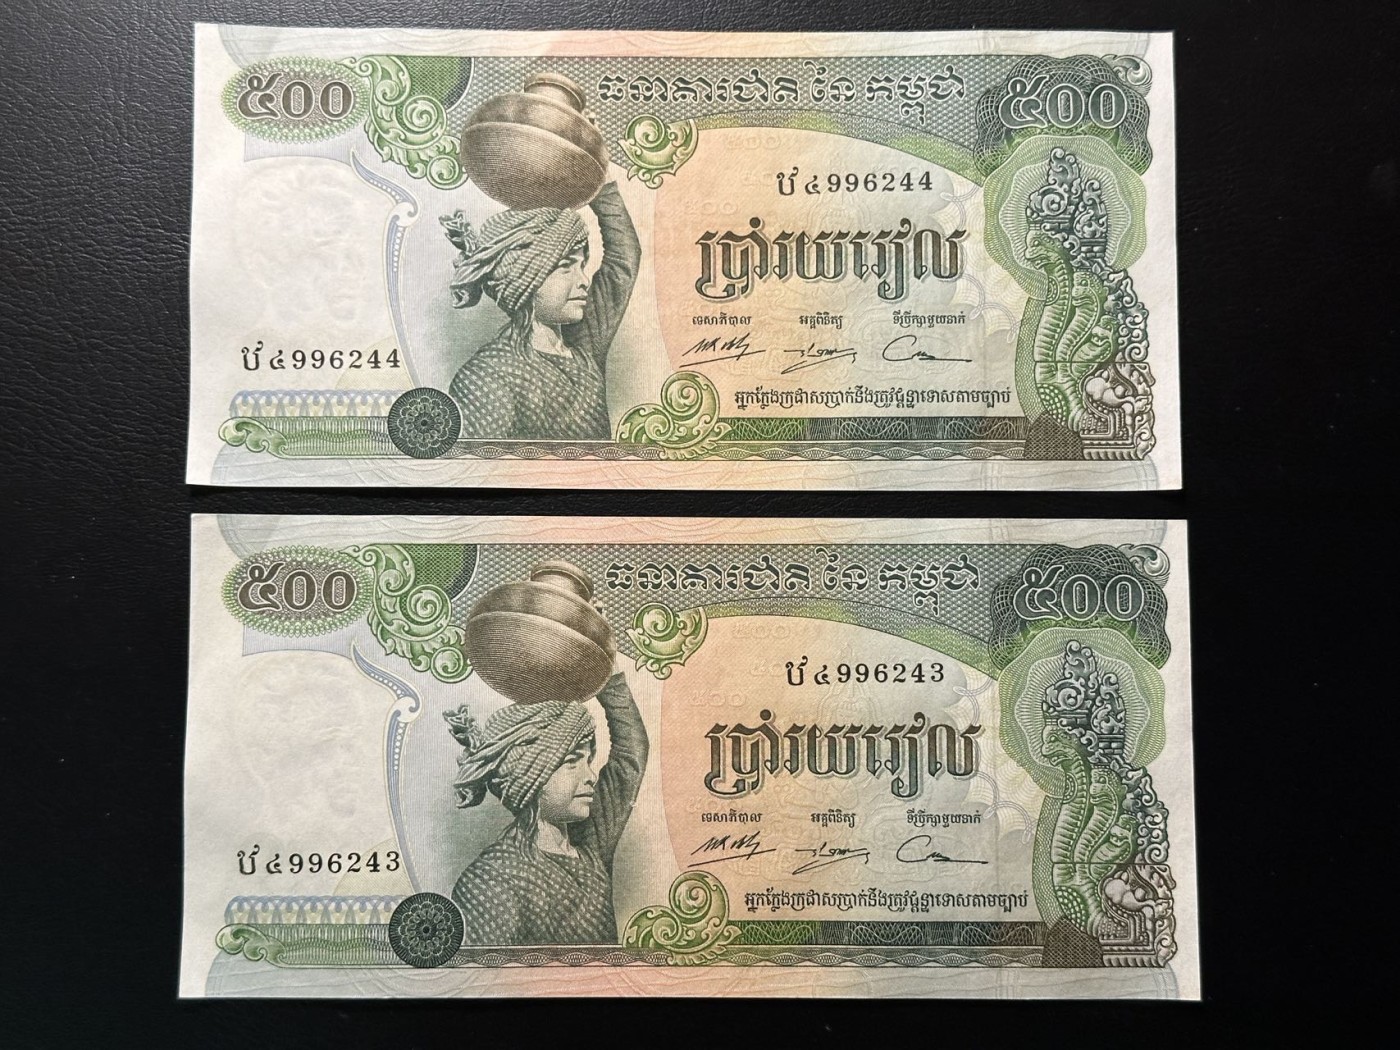 ៥០០
ធនាគារជាតិ នៃ កម្ពុជា
៥០០
ប៤ 996244
ប្រាំរយរៀល
ទេសាភិបាល
អគ្គពិនិត្យ
ទីប្រឹក្សាមួយនាក់
ប៤ 996244
អ្នកក្លែងក្រដាសប្រាក់នឹងត្រូវផ្តន្ទាទោសតាមច្បាប់
៥០០
ធនាគារជាតិ នៃ កម្ពុជា
៥០០
ប៤ 996243
ប្រាំរយរៀល
ទេសាភិបាល
អគ្គពិនិត្យ
ទីប្រឹក្សាមួយនាក់
ប៤ 996243
អ្នកក្លែងក្រដាសប្រាក់នឹងត្រូវផ្តន្ទាទោសតាមច្បាប់